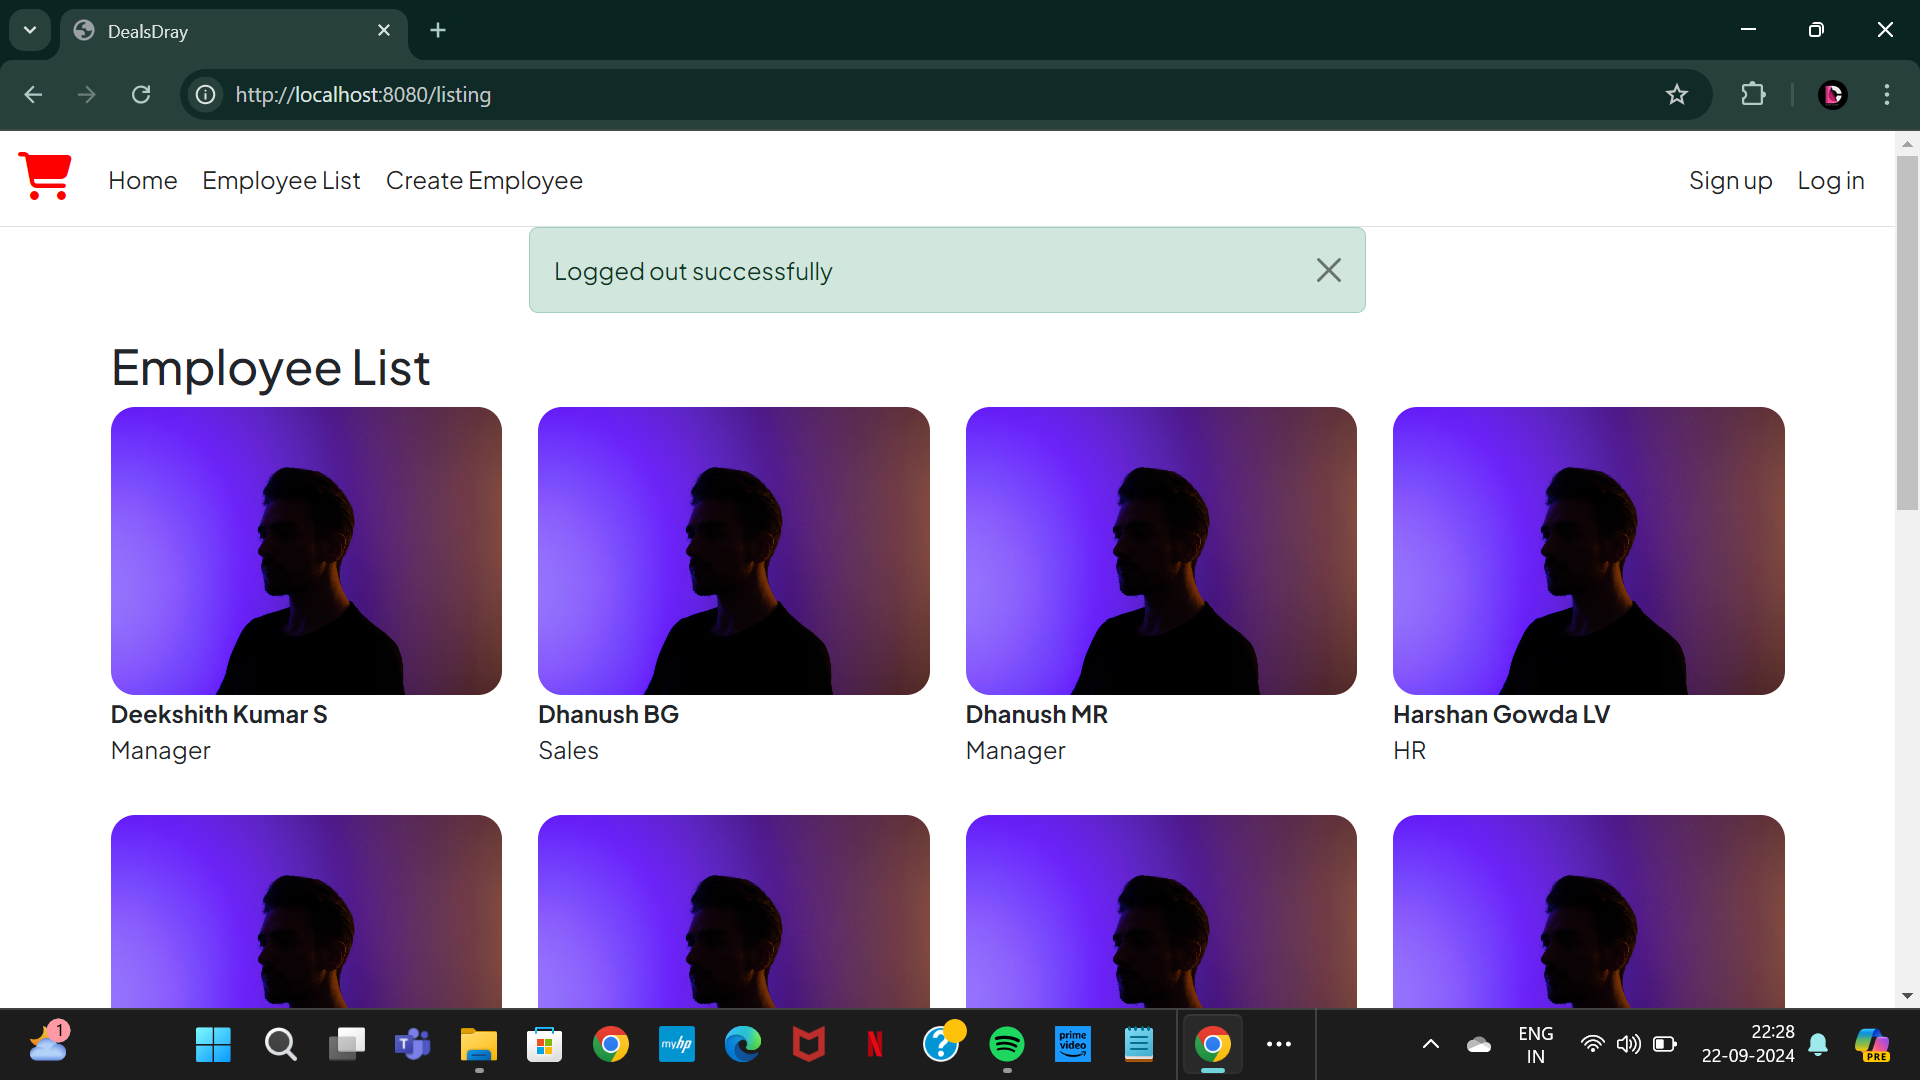 DealsDray
http://localhost:8080/listing
Home Employee List Create Employee Sign up Log in
Logged out successfully
Employee List
Deekshith Kumar S
Manager
Dhanush BG
Sales
Dhanush MR
Manager
Harshan Gowda LV
HR
1
T
myhp
N
?
prime
video
ENG
IN
22:28
22-09-2024
PRE